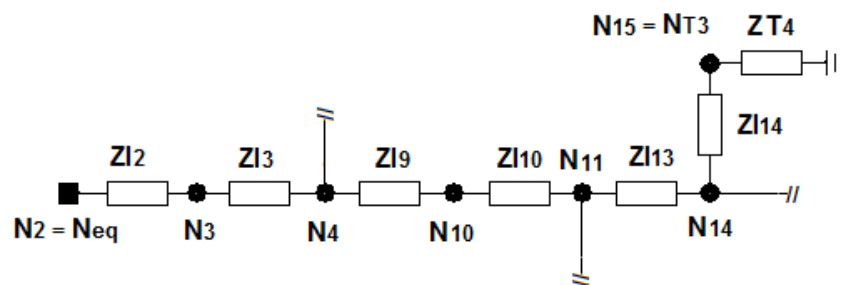 N15 = NT3
ZT4
Zl14
Zl2
Zl3
Zl9
Zl10
N11
Zl13
N2 = Neq
N3
N4
N10
N14